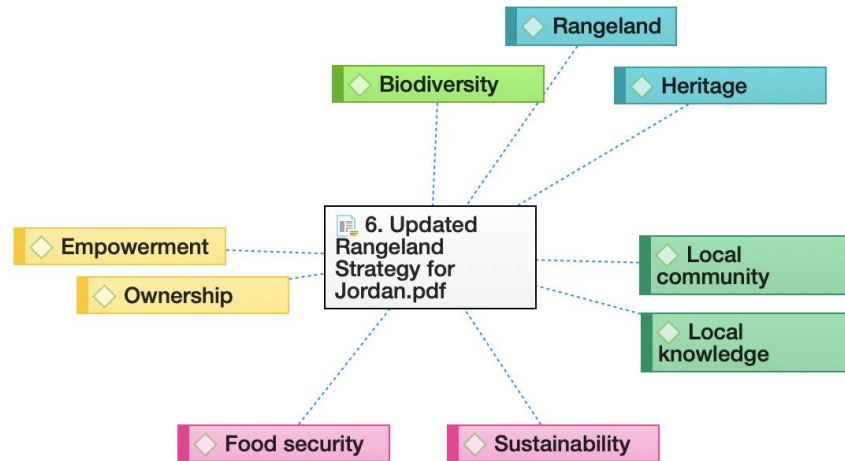 Rangeland
Biodiversity
Heritage
6. Updated
Rangeland
Strategy for
Jordan.pdf
Empowerment
Ownership
Local
community
Local
knowledge
Food security
Sustainability